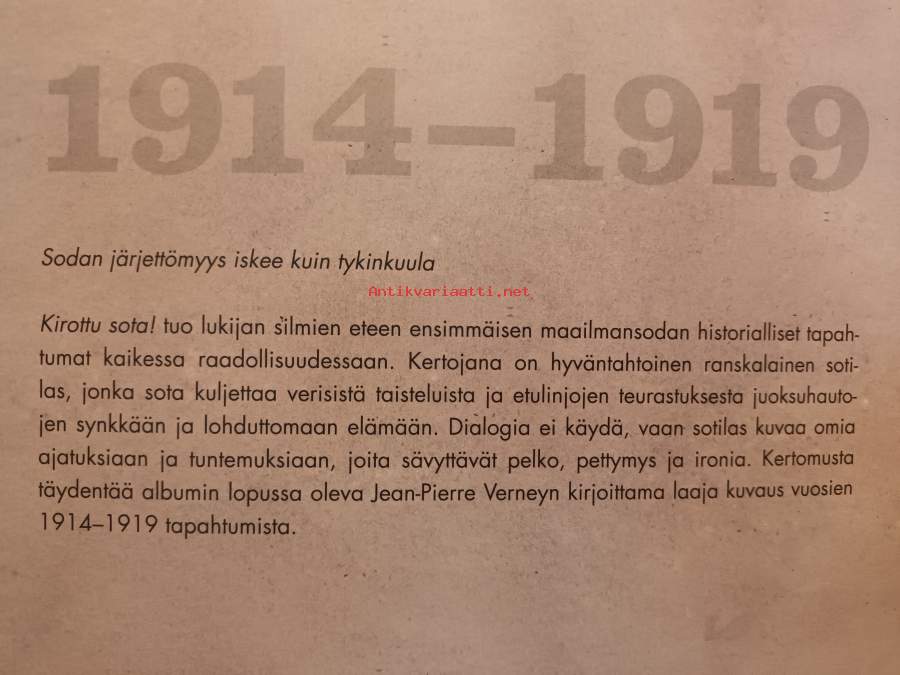 1914–1919
Sodan järjettömyys iskee kuin tykinkuula
Antikvariaatti.net
Kirottu sota! tuo lukijan silmien eteen ensimmäisen maailmansodan historialliset tapah-
tumat kaikessa raadollisuudessaan. Kertojana on hyväntahtoinen ranskalainen soti-
las, jonka sota kuljettaa verisistä taisteluista ja etulinjojen teurastuksesta juoksuhauto-
jen synkkään ja lohduttomaan elämään. Dialogia ei käydä, vaan sotilas kuvaa omia
ajatuksiaan ja tuntemuksiaan, joita sävyttävät pelko, pettymys ja ironia. Kertomusta
täydentää albumin lopussa oleva Jean-Pierre Verneyn kirjoittama laaja kuvaus vuosien
1914–1919 tapahtumista.